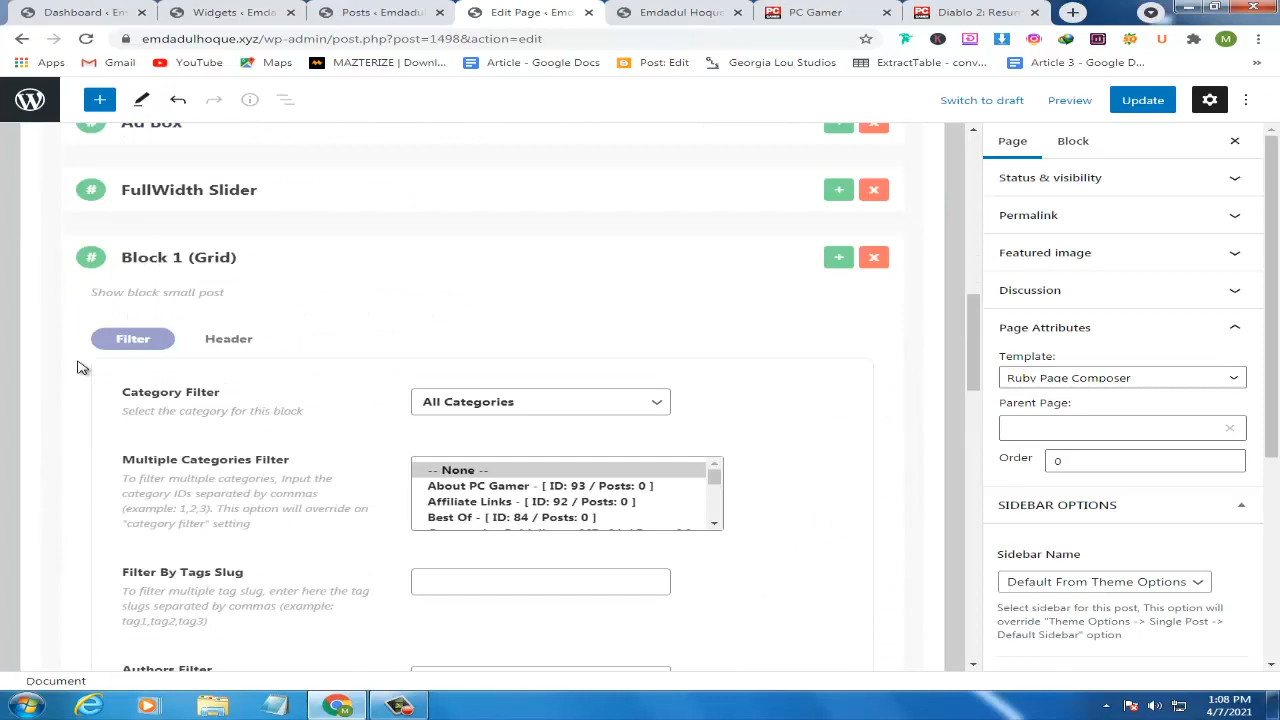 Dashboard ‹ Em
Widgets ‹ Emda
Posts ‹ Emdadul
Edit Page ‹ Emd
Emdadul Hoque
PC Gamer
Diablo 2: Resurr
emdadulhoque.xyz/wp-admin/post.php?post=1498&action=edit
Apps
Gmail
YouTube
Maps
MAZTERIZE | Downl...
Article - Google Docs
Post: Edit
Georgia Lou Studios
ExtractTable - conv...
Article 3 - Google D...
Switch to draft
Preview
Update
Ad Box
FullWidth Slider
Block 1 (Grid)
Show block small post
Filter
Header
Category Filter
Select the category for this block
All Categories
Multiple Categories Filter
To filter multiple categories, Input the
category IDs separated by commas
(example: 1,2,3). This option will override on
"category filter" setting
-- None --
About PC Gamer - [ ID: 93 / Posts: 0 ]
Affiliate Links - [ ID: 92 / Posts: 0 ]
Best Of - [ ID: 84 / Posts: 0 ]
Filter By Tags Slug
To filter multiple tag slug, enter here the tag
slugs separated by commas (example:
tag1,tag2,tag3)
Authors Filter
Page
Block
Status & visibility
Permalink
Featured image
Discussion
Page Attributes
Template:
Ruby Page Composer
Parent Page:
Order
0
SIDEBAR OPTIONS
Sidebar Name
Default From Theme Options
Select sidebar for this post, This option will
override "Theme Options -> Single Post ->
Default Sidebar" option
Document
1:08 PM
4/7/2021